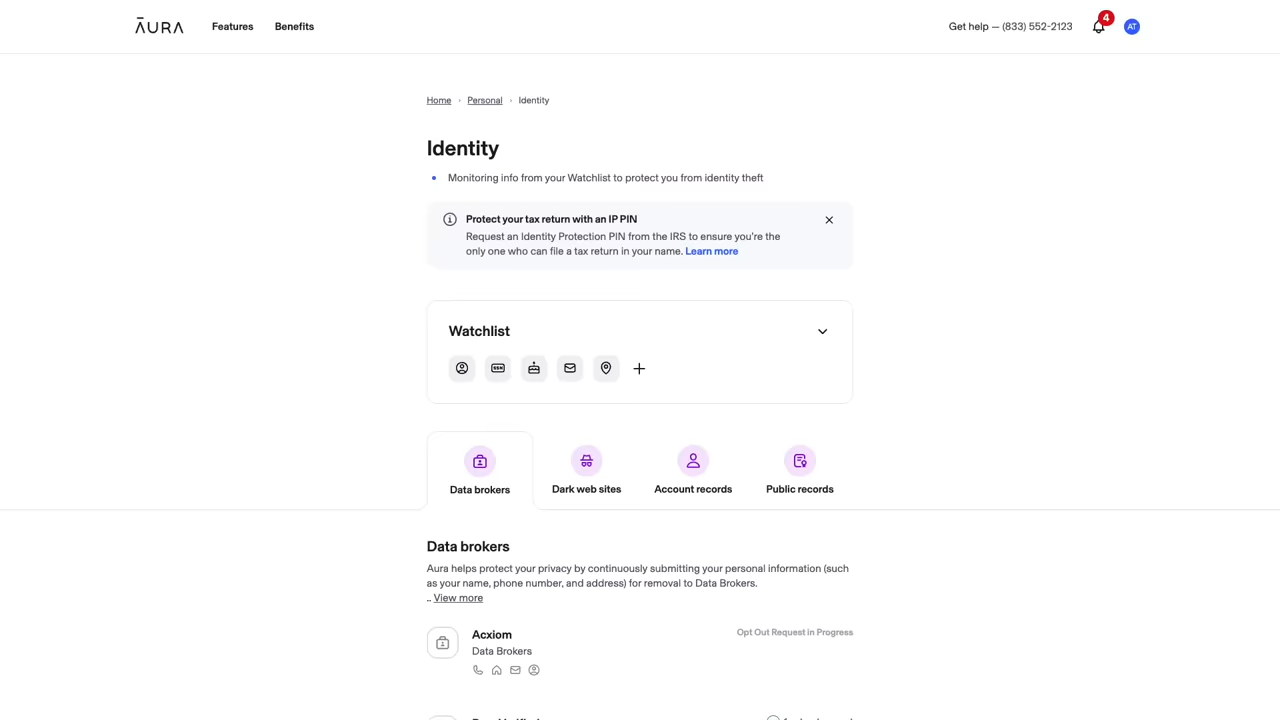 AURA
Features
Benefits
Get help — (833) 552-2123
4
AT
Home › Personal › Identity
Identity
• Monitoring info from your Watchlist to protect you from identity theft
Protect your tax return with an IP PIN
Request an Identity Protection PIN from the IRS to ensure you're the
only one who can file a tax return in your name. Learn more
Watchlist
SSN
Data brokers
Dark web sites
Account records
Public records
Data brokers
Aura helps protect your privacy by continuously submitting your personal information (such
as your name, phone number, and address) for removal to Data Brokers.
.. View more
Acxiom
Opt Out Request in Progress
Data Brokers